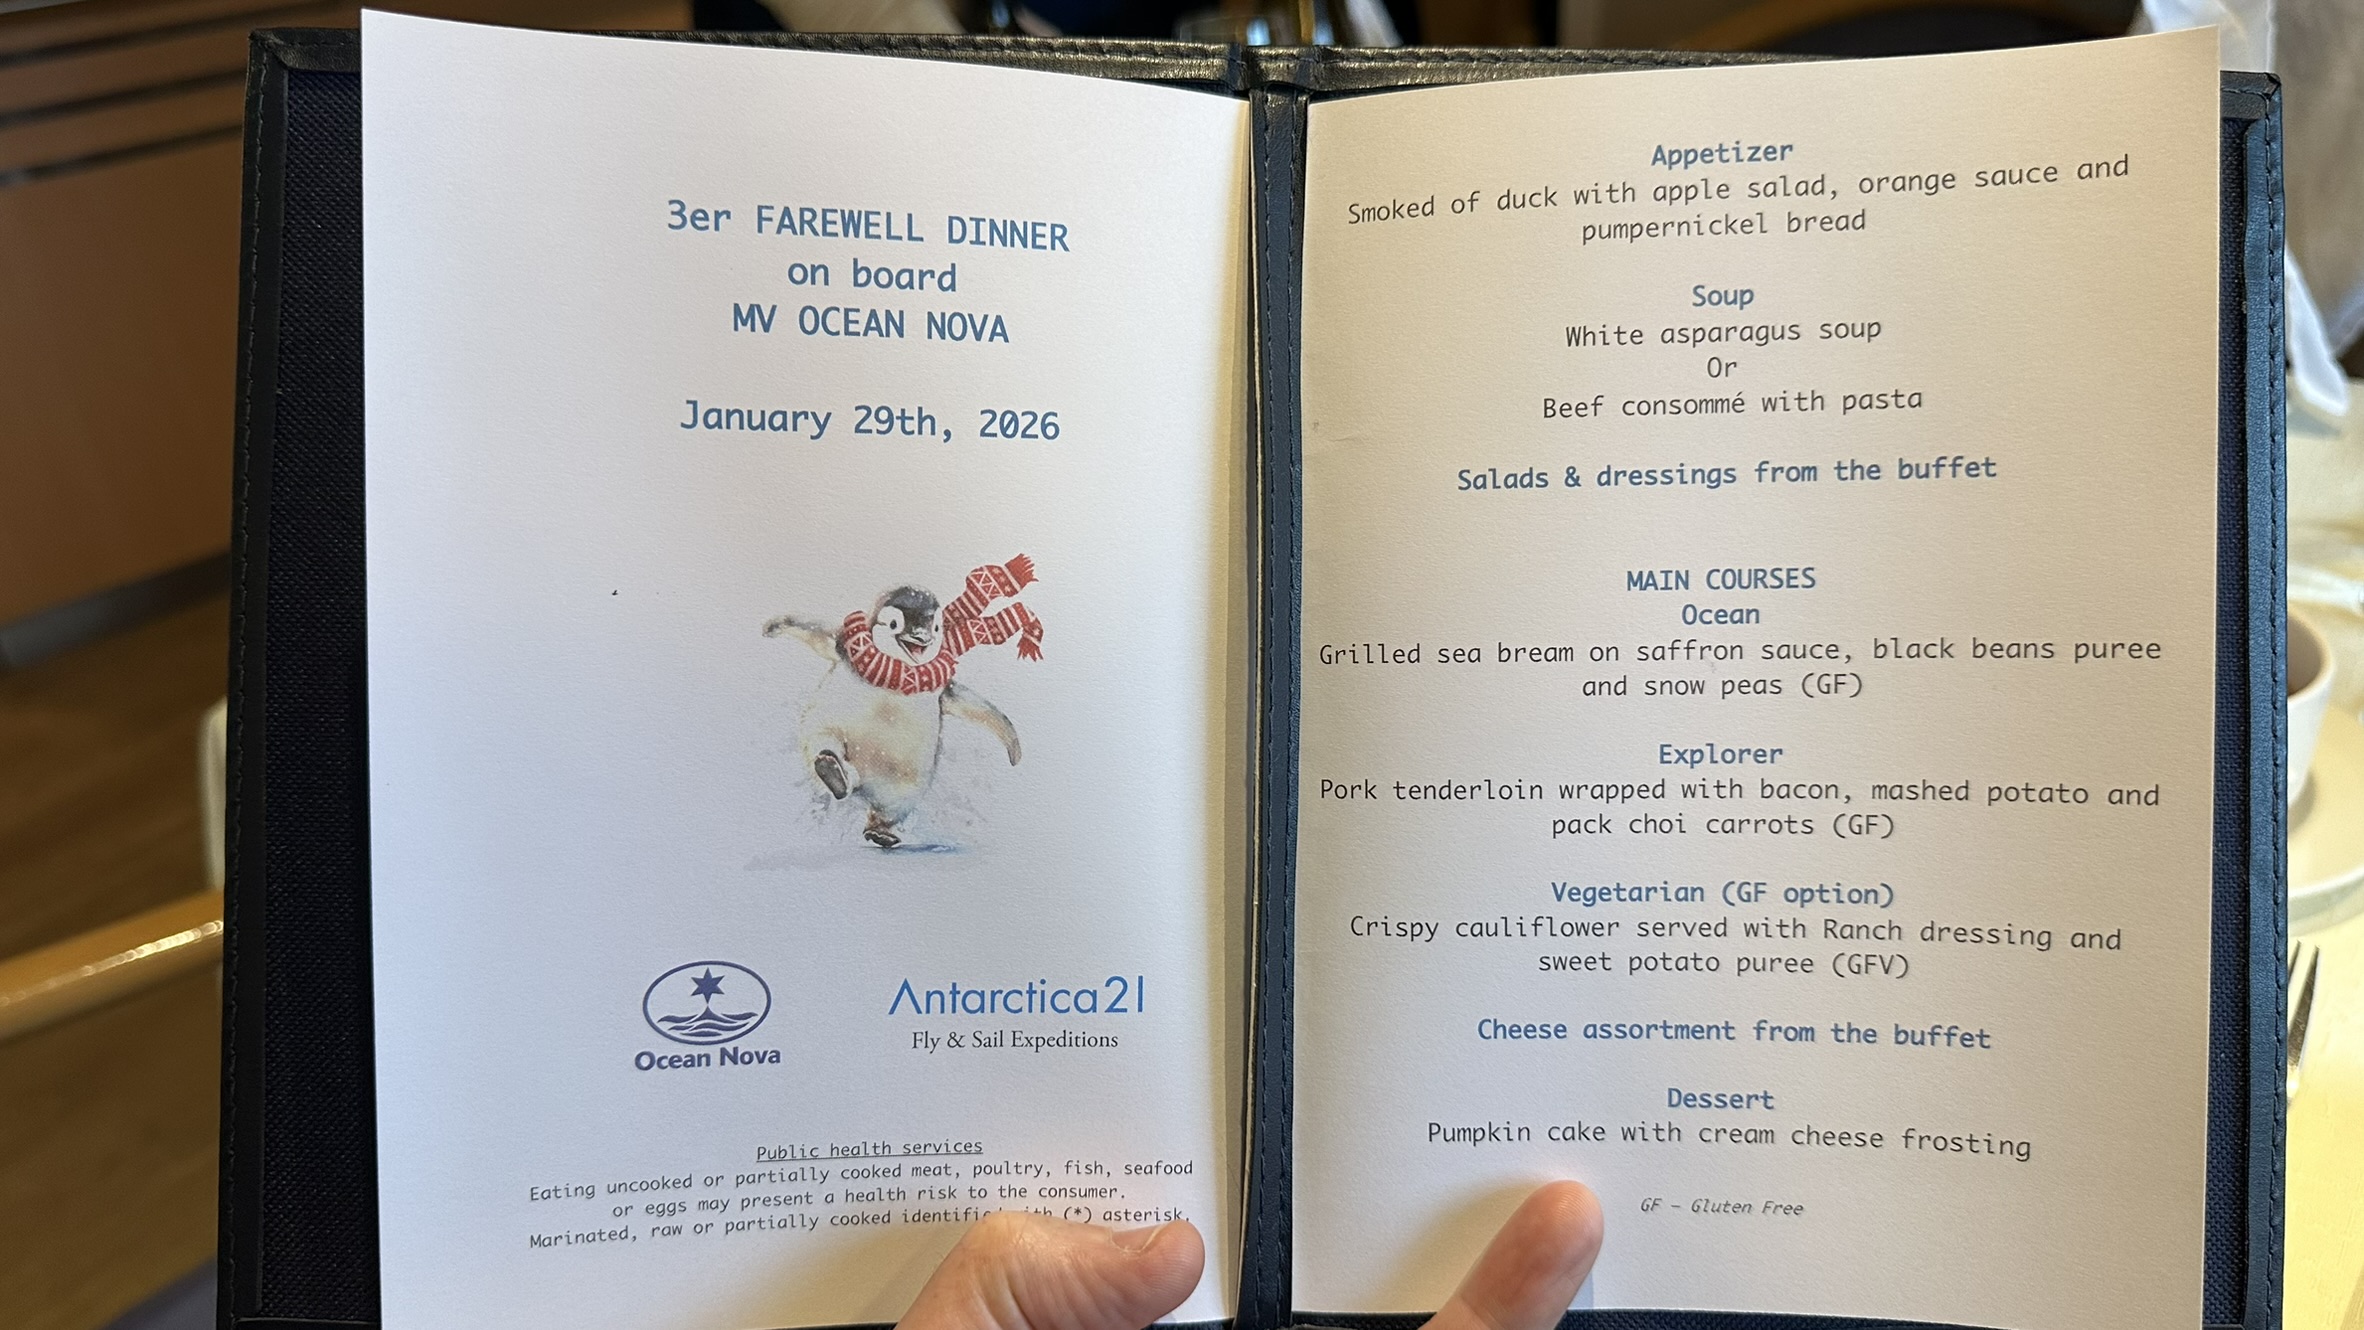 3er FAREWELL DINNER
on board
MV OCEAN NOVA
January 29th, 2026
Ocean Nova
Antarctica21
Fly & Sail Expeditions
Public health services
Eating uncooked or partially cooked meat, poultry, fish, seafood
or eggs may present a health risk to the consumer.
Marinated, raw or partially cooked (*) asterisk.
Appetizer
Smoked of duck with apple salad, orange sauce and
pumpernickel bread
Soup
White asparagus soup
Or
Beef consommé with pasta
Salads & dressings from the buffet
MAIN COURSES
Ocean
Grilled sea bream on saffron sauce, black beans puree
and snow peas (GF)
Explorer
Pork tenderloin wrapped with bacon, mashed potato and
pack choi carrots (GF)
Vegetarian (GF option)
Crispy cauliflower served with Ranch dressing and
sweet potato puree (GFV)
Cheese assortment from the buffet
Dessert
Pumpkin cake with cream cheese frosting
GF – Gluten Free